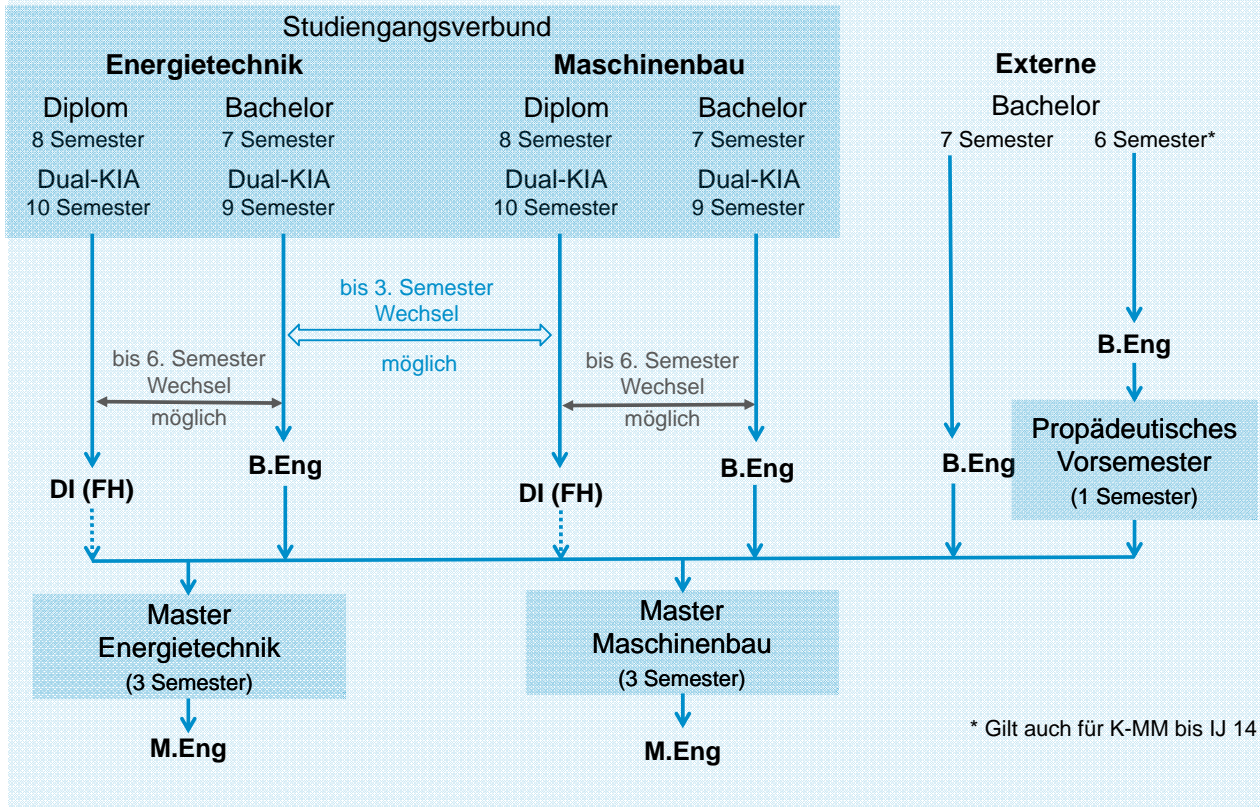 Studiengangsverbund
Energietechnik
Maschinenbau
Externe
Diplom
8 Semester
Bachelor
7 Semester
Diplom
8 Semester
Bachelor
7 Semester
Bachelor
7 Semester
6 Semester*
Dual-KIA
10 Semester
Dual-KIA
9 Semester
Dual-KIA
10 Semester
Dual-KIA
9 Semester
bis 3. Semester
Wechsel
möglich
bis 6. Semester
Wechsel
möglich
bis 6. Semester
Wechsel
möglich
B.Eng
Propädeutisches
Vorsemester
(1 Semester)
DI (FH)
B.Eng
DI (FH)
B.Eng
B.Eng
Master
Energietechnik
(3 Semester)
Master
Maschinenbau
(3 Semester)
M.Eng
M.Eng
* Gilt auch für K-MM bis IJ 14